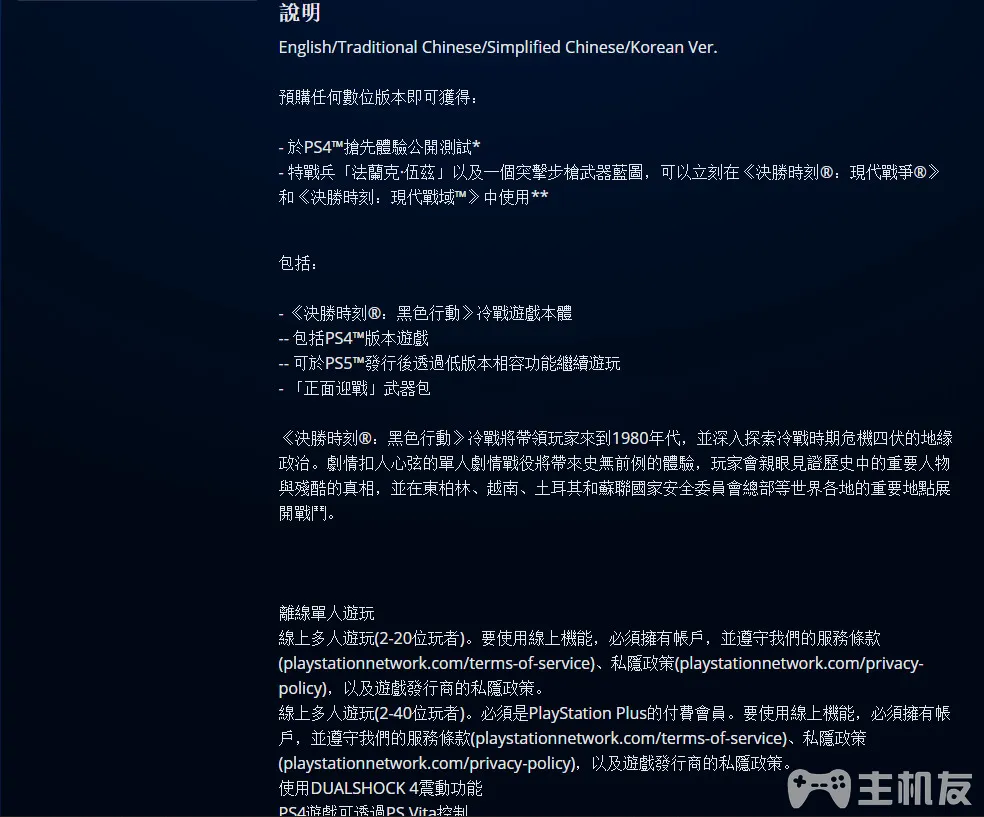 說明
English/Traditional Chinese/Simplified Chinese/Korean Ver.
預購任何數位版本即可獲得：
- 於PS4™搶先體驗公開測試*
- 特戰兵「法蘭克·伍茲」以及一個突擊步槍武器藍圖，可以立刻在《決勝時刻®：現代戰爭®》
和《決勝時刻：現代戰域™》中使用**
包括：
- 《決勝時刻®：黑色行動》冷戰遊戲本體
-- 包括PS4™版本遊戲
-- 可於PS5™發行後透過低版本相容功能繼續遊玩
- 「正面迎戰」武器包
《決勝時刻®：黑色行動》冷戰將帶領玩家來到1980年代，並深入探索冷戰時期危機四伏的地緣
政治。劇情扣人心弦的單人劇情戰役將帶來史無前例的體驗，玩家會親眼見證歷史中的重要人物
與殘酷的真相，並在東柏林、越南、土耳其和蘇聯國家安全委員會總部等世界各地的重要地點展
開戰鬥。
離線單人遊玩
線上多人遊玩(2-20位玩者)。要使用線上機能，必須擁有帳戶，並遵守我們的服務條款
(playstationnetwork.com/terms-of-service)、私隱政策(playstationnetwork.com/privacy-
policy)，以及遊戲發行商的私隱政策。
線上多人遊玩(2-40位玩者)。必須是PlayStation Plus的付費會員。要使用線上機能，必須擁有帳
戶，並遵守我們的服務條款(playstationnetwork.com/terms-of-service)、私隱政策
(playstationnetwork.com/privacy-policy)，以及遊戲發行商的私隱政策。
使用DUALSHOCK 4震動功能
PS4遊戲可透過PS Vita控制
主机友